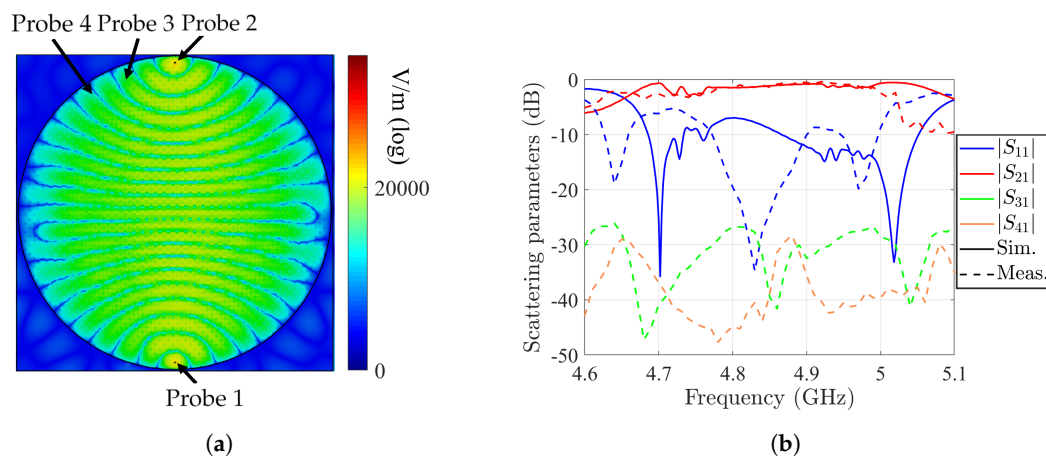 Probe 4 Probe 3 Probe 2
V/m (log)
20000
0
Probe 1
(a)
Scattering parameters (dB)
0
-10
-20
-30
-40
-50
4.6 4.7 4.8 4.9 5 5.1
Frequency (GHz)
|S11|
|S21|
|S31|
|S41|
Sim.
Meas.
(b)